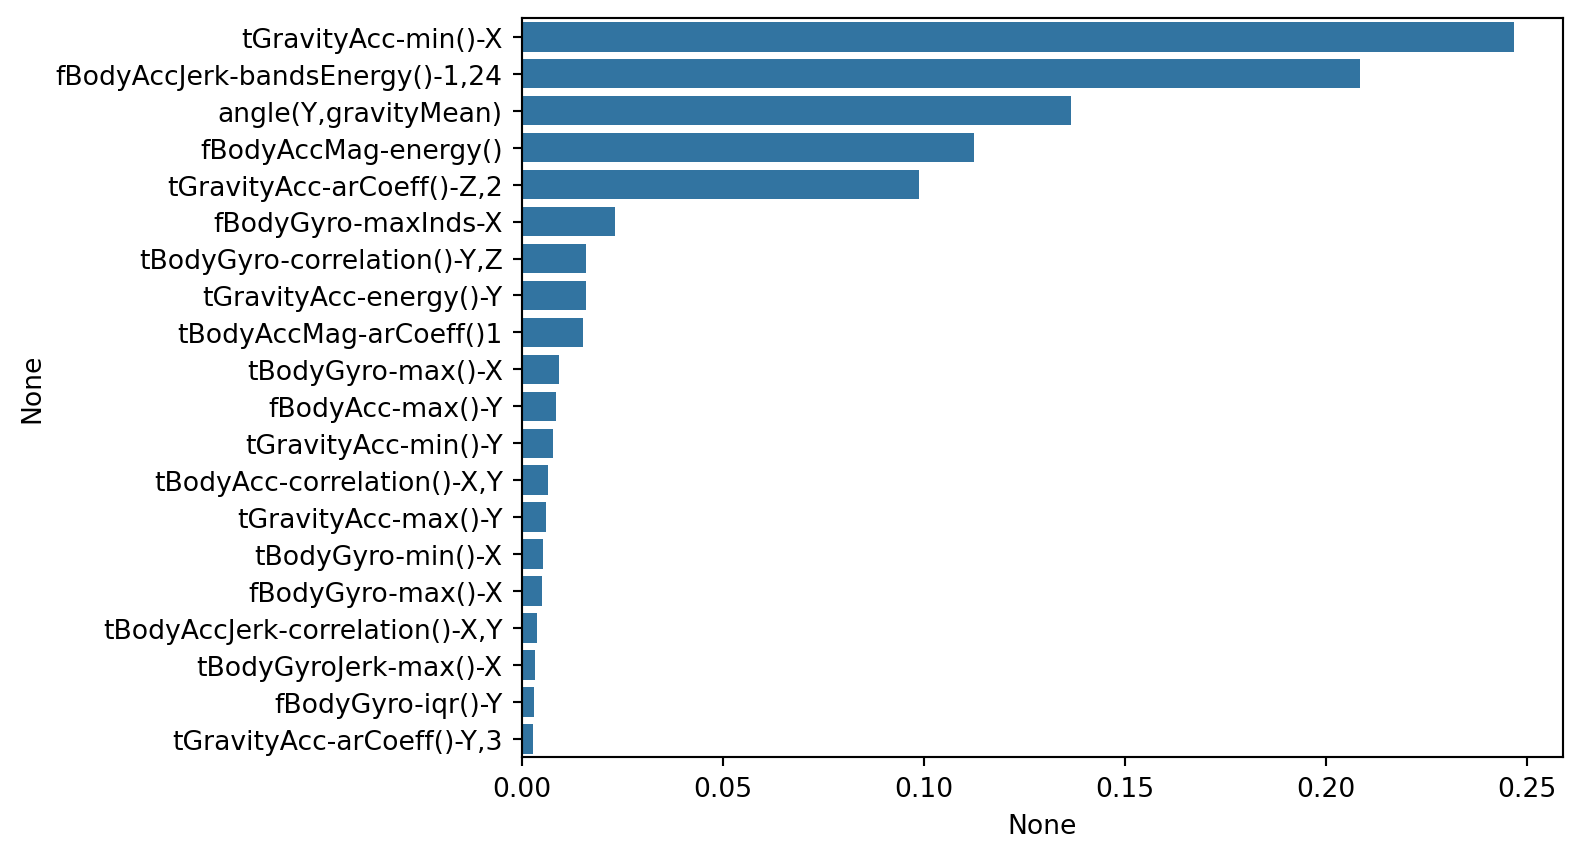 tGravityAcc-min()-X
fBodyAccJerk-bandsEnergy()-1,24
angle(Y,gravityMean)
fBodyAccMag-energy()
tGravityAcc-arCoeff()-Z,2
fBodyGyro-maxInds-X
tBodyGyro-correlation()-Y,Z
tGravityAcc-energy()-Y
tBodyAccMag-arCoeff()1
tBodyGyro-max()-X
fBodyAcc-max()-Y
tGravityAcc-min()-Y
tBodyAcc-correlation()-X,Y
tGravityAcc-max()-Y
tBodyGyro-min()-X
fBodyGyro-max()-X
tBodyAccJerk-correlation()-X,Y
tBodyGyroJerk-max()-X
fBodyGyro-iqr()-Y
tGravityAcc-arCoeff()-Y,3
None
0.00 0.05 0.10 0.15 0.20 0.25
None